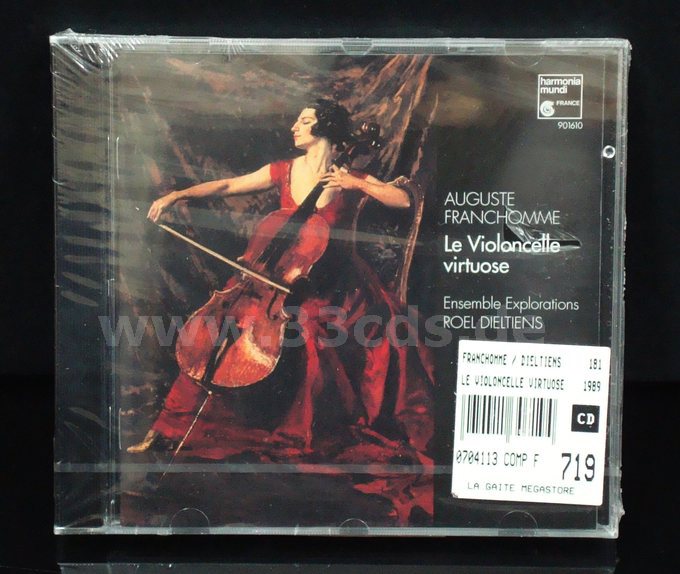 harmonia
mundi
FRANCE
901610
AUGUSTE
FRANCHOMME
Le Violoncelle
virtuose
Ensemble Explorations
ROEL DIELTIENS
www.33cds.de
FRANCHOMME / DIELTIENS 181
LE VIOLONCELLE VIRTUOSE 1989
CD
0704113 COMP F 719
LA GAITE MEGASTORE